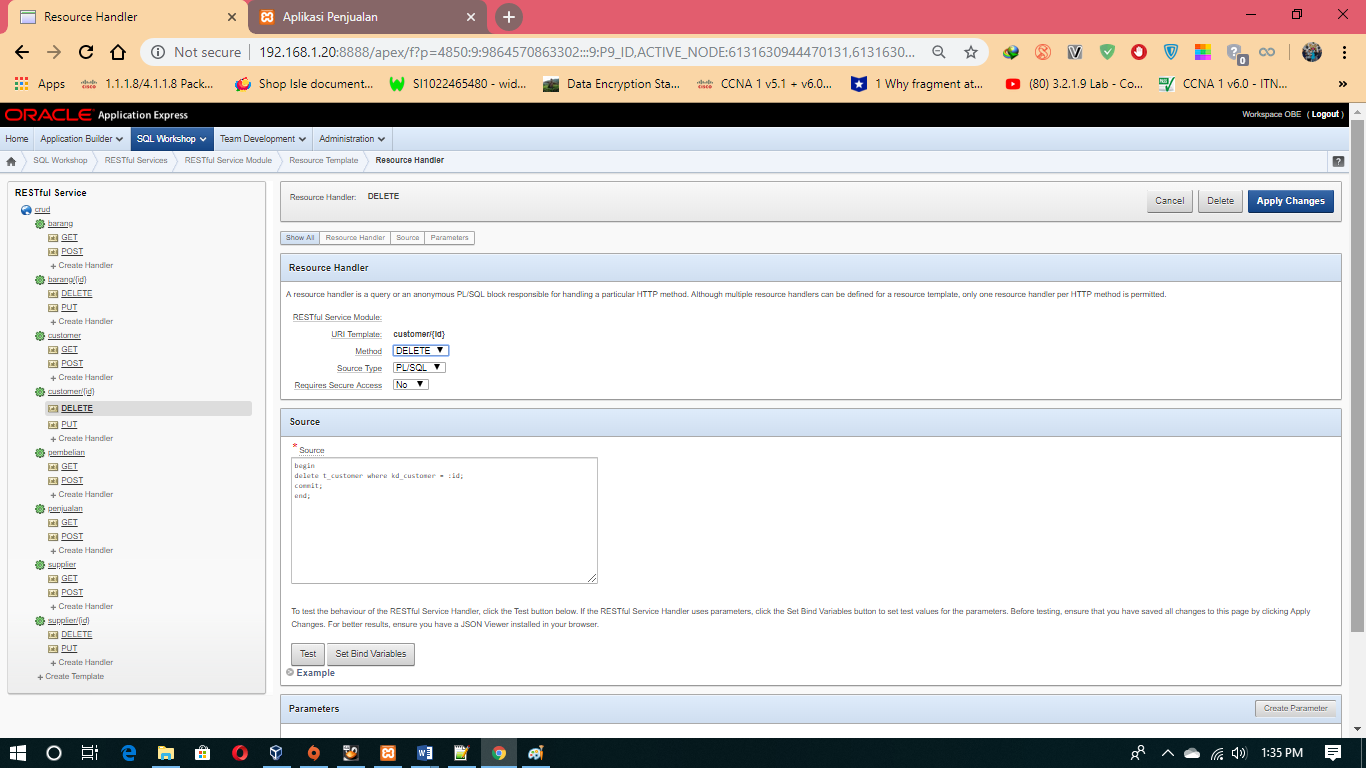 Resource Handler
Aplikasi Penjualan
Not secure
192.168.1.20:8888/apex/f?p=4850:9:9864570863302:::9:P9_ID,ACTIVE_NODE:6131630944470131,6131630...
Apps
1.1.1.8/4.1.1.8 Pack...
Shop Isle document...
SI1022465480 - wid...
Data Encryption Sta...
CCNA 1 v5.1 + v6.0...
1 Why fragment at...
(80) 3.2.1.9 Lab - Co...
CCNA 1 v6.0 - ITN...
ORACLE Application Express
Workspace OBE ( Logout )
Home
Application Builder
SQL Workshop
Team Development
Administration
SQL Workshop
RESTful Services
RESTful Service Module
Resource Template
Resource Handler
RESTful Service
crud
barang
GET
POST
+ Create Handler
barang/{id}
DELETE
PUT
+ Create Handler
customer
GET
POST
+ Create Handler
customer/{id}
DELETE
PUT
+ Create Handler
pembelian
GET
POST
+ Create Handler
penjualan
GET
POST
+ Create Handler
supplier
GET
POST
+ Create Handler
supplier/{id}
DELETE
PUT
+ Create Handler
+ Create Template
Resource Handler: DELETE
Cancel
Delete
Apply Changes
Show All
Resource Handler
Source
Parameters
Resource Handler
A resource handler is a query or an anonymous PL/SQL block responsible for handling a particular HTTP method. Although multiple resource handlers can be defined for a resource template, only one resource handler per HTTP method is permitted.
RESTful Service Module:
URI Template: customer/{id}
Method DELETE
Source Type PL/SQL
Requires Secure Access No
Source
* Source
begin
delete t_customer where kd_customer = :id;
commit;
end;
To test the behaviour of the RESTful Service Handler, click the Test button below. If the RESTful Service Handler uses parameters, click the Set Bind Variables button to set test values for the parameters. Before testing, ensure that you have saved all changes to this page by clicking Apply
Changes. For better results, ensure you have a JSON Viewer installed in your browser.
Test
Set Bind Variables
Example
Parameters
Create Parameter
1:35 PM